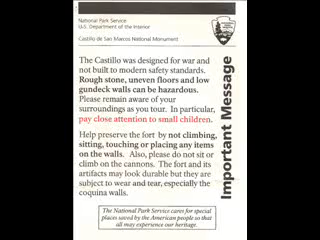 National Park Service
U.S. Department of the Interior
Castillo de San Marcos National Monument
The Castillo was designed for war and
not built to modern safety standards.
Rough stone, uneven floors and low
gundeck walls can be hazardous.
Please remain aware of your
surroundings as you tour. In particular,
pay close attention to small children.
Help preserve the fort by not climbing,
sitting, touching or placing any items
on the walls. Also, please do not sit or
climb on the cannons. The fort and its
artifacts may look durable but they are
subject to wear and tear, especially the
coquina walls.
Important Message
The National Park Service cares for special
places saved by the American people so that
all may experience our heritage.